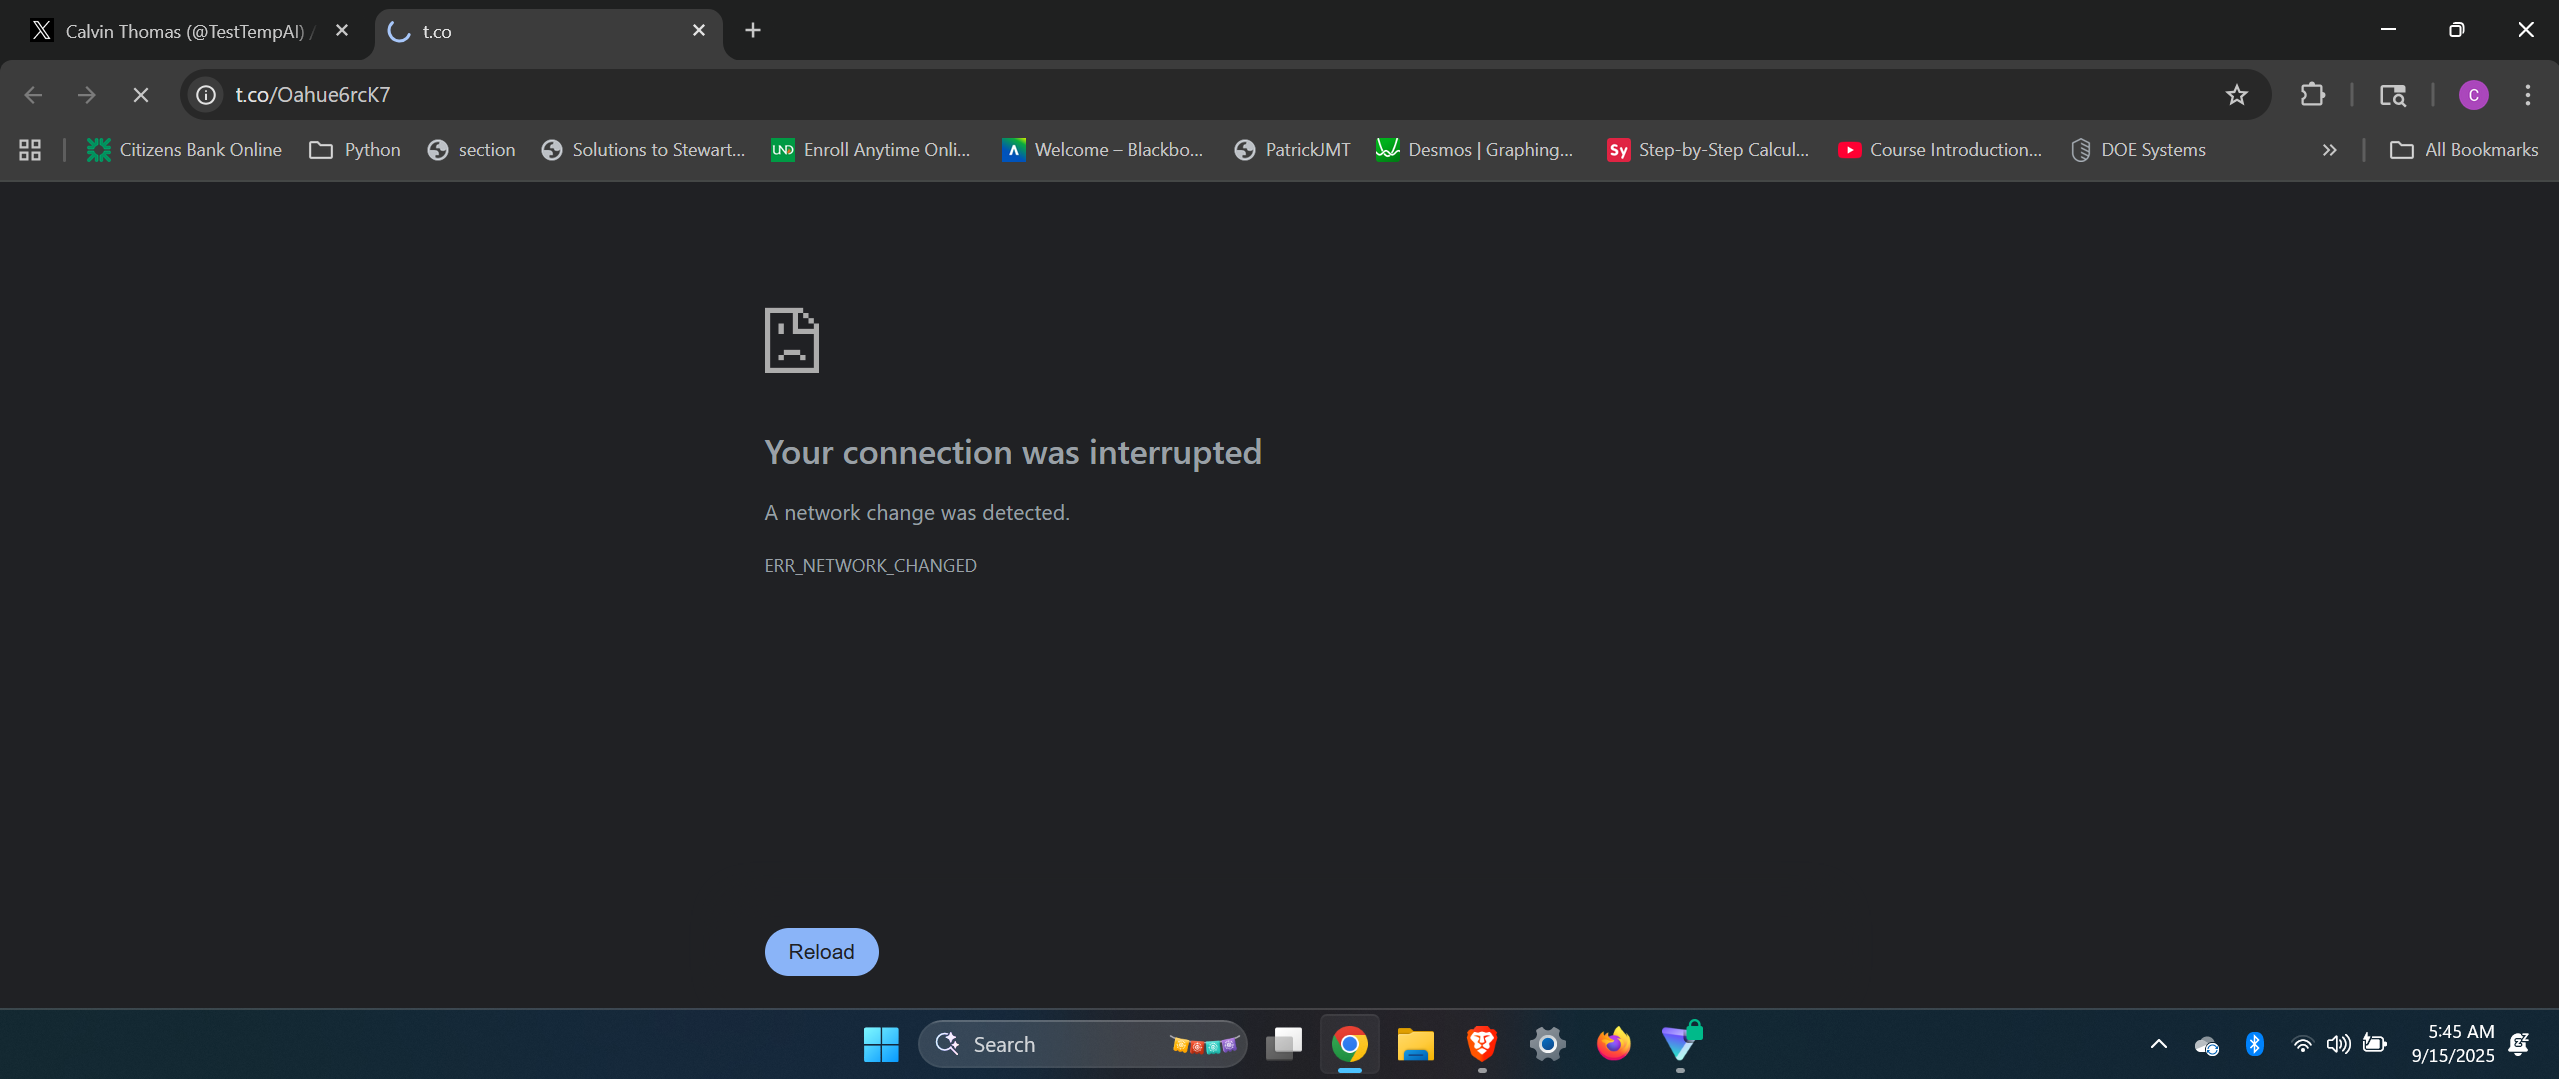 Calvin Thomas (@TestTempAI) /
t.co
t.co/Oahue6rcK7
C
Citizens Bank Online
Python
section
Solutions to Stewart...
UND
Enroll Anytime Onli...
Welcome – Blackbo...
PatrickJMT
Desmos | Graphing...
Sy
Step-by-Step Calcul...
Course Introduction...
DOE Systems
All Bookmarks
Your connection was interrupted
A network change was detected.
ERR_NETWORK_CHANGED
Reload
Search
5:45 AM
9/15/2025